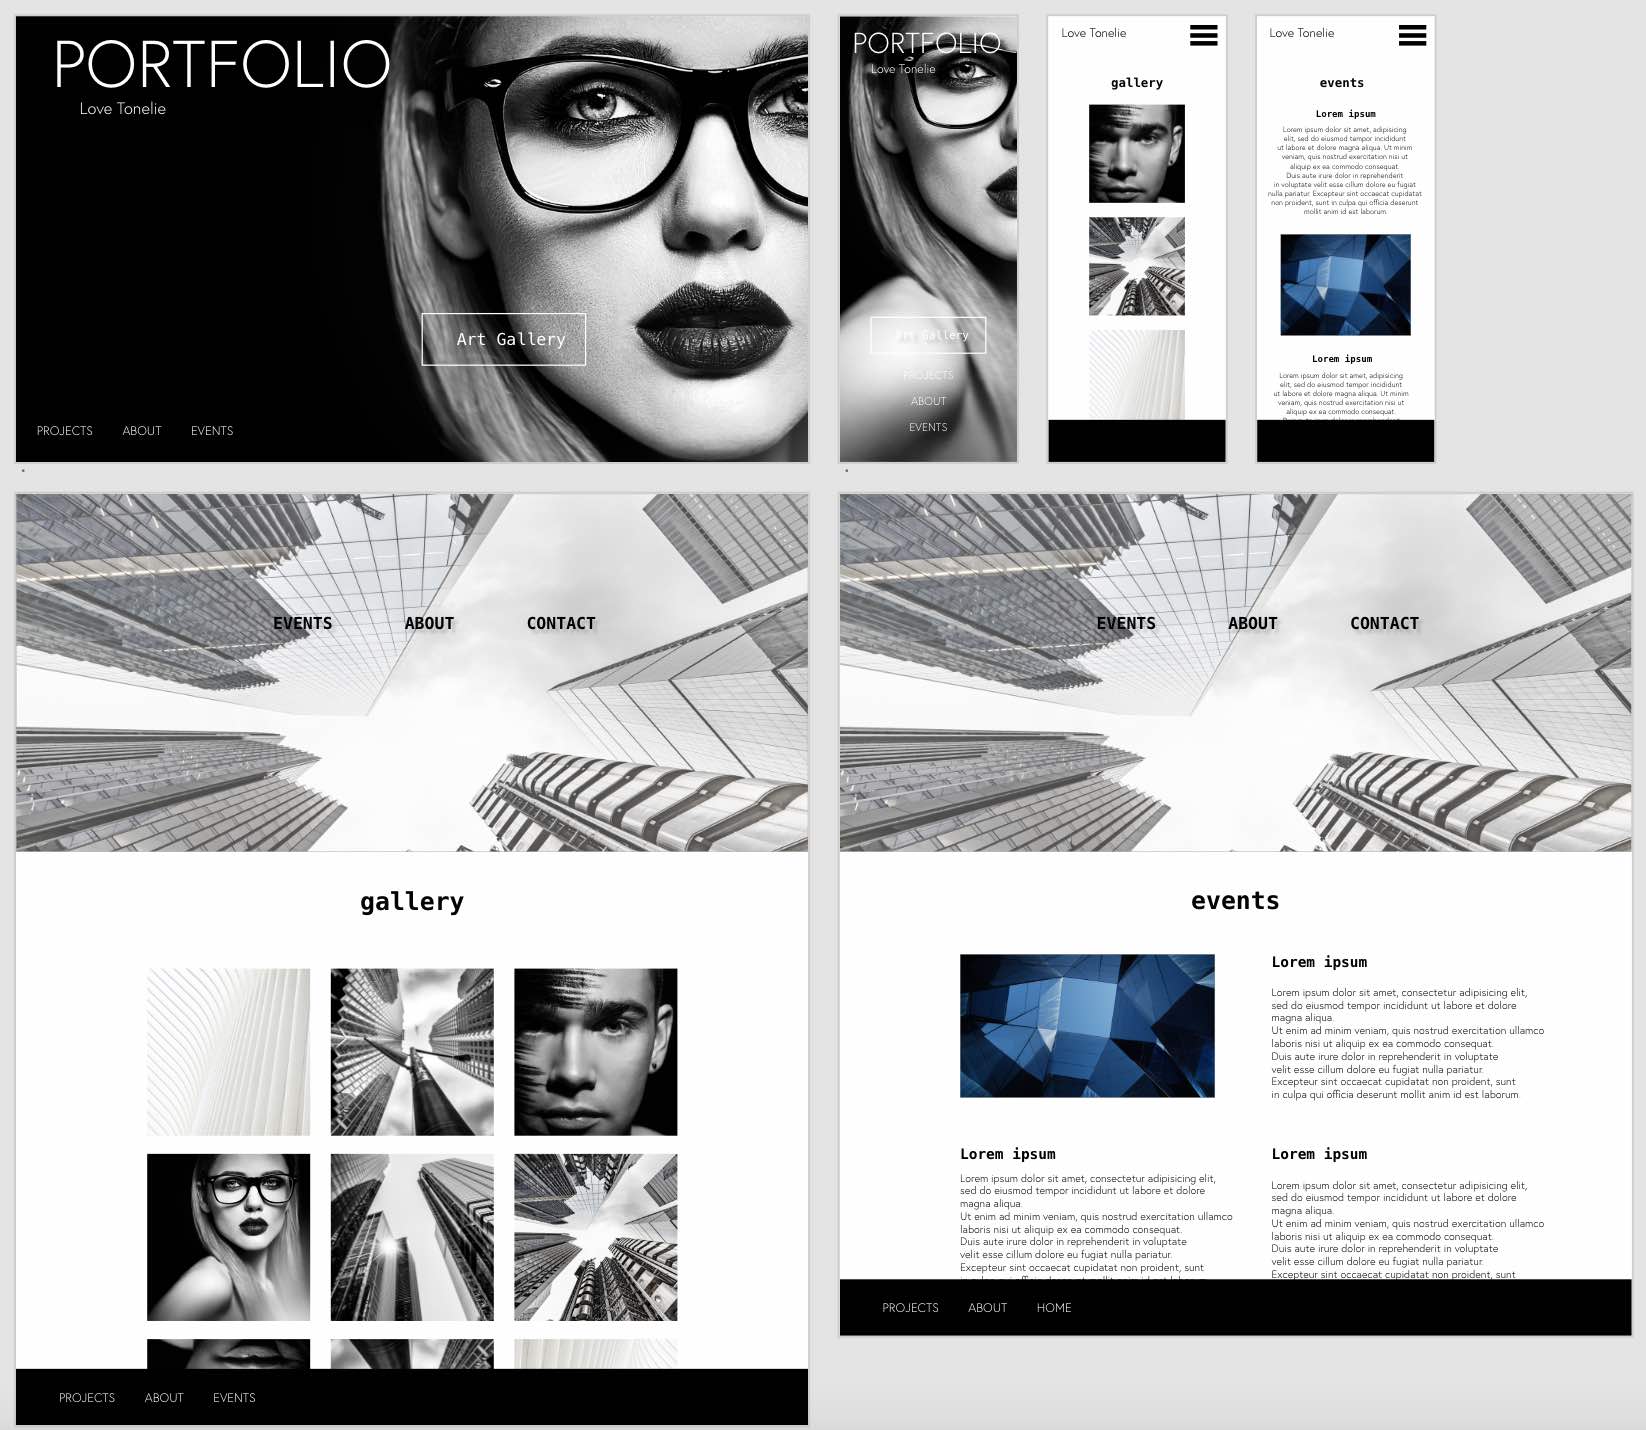 PORTFOLIO
Love Tonelie
Art Gallery
PROJECTS ABOUT EVENTS
PORTFOLIO
Love Tonelie
Art Gallery
PROJECTS
ABOUT
EVENTS
Love Tonelie
gallery
Love Tonelie
events
Lorem ipsum
Lorem ipsum dolor sit amet, adipisicing
elit, sed do eiusmod tempor incididunt
ut labore et dolore magna aliqua. Ut minim
veniam, quis nostrud exercitation nisi ut
aliquip ex ea commodo consequat.
Duis aute irure dolor in reprehenderit
in voluptate velit esse cillum dolore eu fugiat
nulla pariatur. Excepteur sint occaecat cupidatat
non proident, sunt in culpa qui officia deserunt
mollit anim id est laborum.
Lorem ipsum
Lorem ipsum dolor sit amet, adipisicing
elit, sed do eiusmod tempor incididunt
ut labore et dolore magna aliqua. Ut minim
veniam, quis nostrud exercitation nisi ut
aliquip ex ea commodo consequat.
EVENTS ABOUT CONTACT
gallery
PROJECTS ABOUT EVENTS
EVENTS ABOUT CONTACT
events
Lorem ipsum
Lorem ipsum dolor sit amet, consectetur adipisicing elit,
sed do eiusmod tempor incididunt ut labore et dolore
magna aliqua.
Ut enim ad minim veniam, quis nostrud exercitation ullamco
laboris nisi ut aliquip ex ea commodo consequat.
Duis aute irure dolor in reprehenderit in voluptate
velit esse cillum dolore eu fugiat nulla pariatur.
Excepteur sint occaecat cupidatat non proident, sunt
in culpa qui officia deserunt mollit anim id est laborum.
Lorem ipsum
Lorem ipsum dolor sit amet, consectetur adipisicing elit,
sed do eiusmod tempor incididunt ut labore et dolore
magna aliqua.
Ut enim ad minim veniam, quis nostrud exercitation ullamco
laboris nisi ut aliquip ex ea commodo consequat.
Duis aute irure dolor in reprehenderit in voluptate
velit esse cillum dolore eu fugiat nulla pariatur.
Excepteur sint occaecat cupidatat non proident, sunt
Lorem ipsum
Lorem ipsum dolor sit amet, consectetur adipisicing elit,
sed do eiusmod tempor incididunt ut labore et dolore
magna aliqua.
Ut enim ad minim veniam, quis nostrud exercitation ullamco
laboris nisi ut aliquip ex ea commodo consequat.
Duis aute irure dolor in reprehenderit in voluptate
velit esse cillum dolore eu fugiat nulla pariatur.
Excepteur sint occaecat cupidatat non proident, sunt
PROJECTS ABOUT HOME